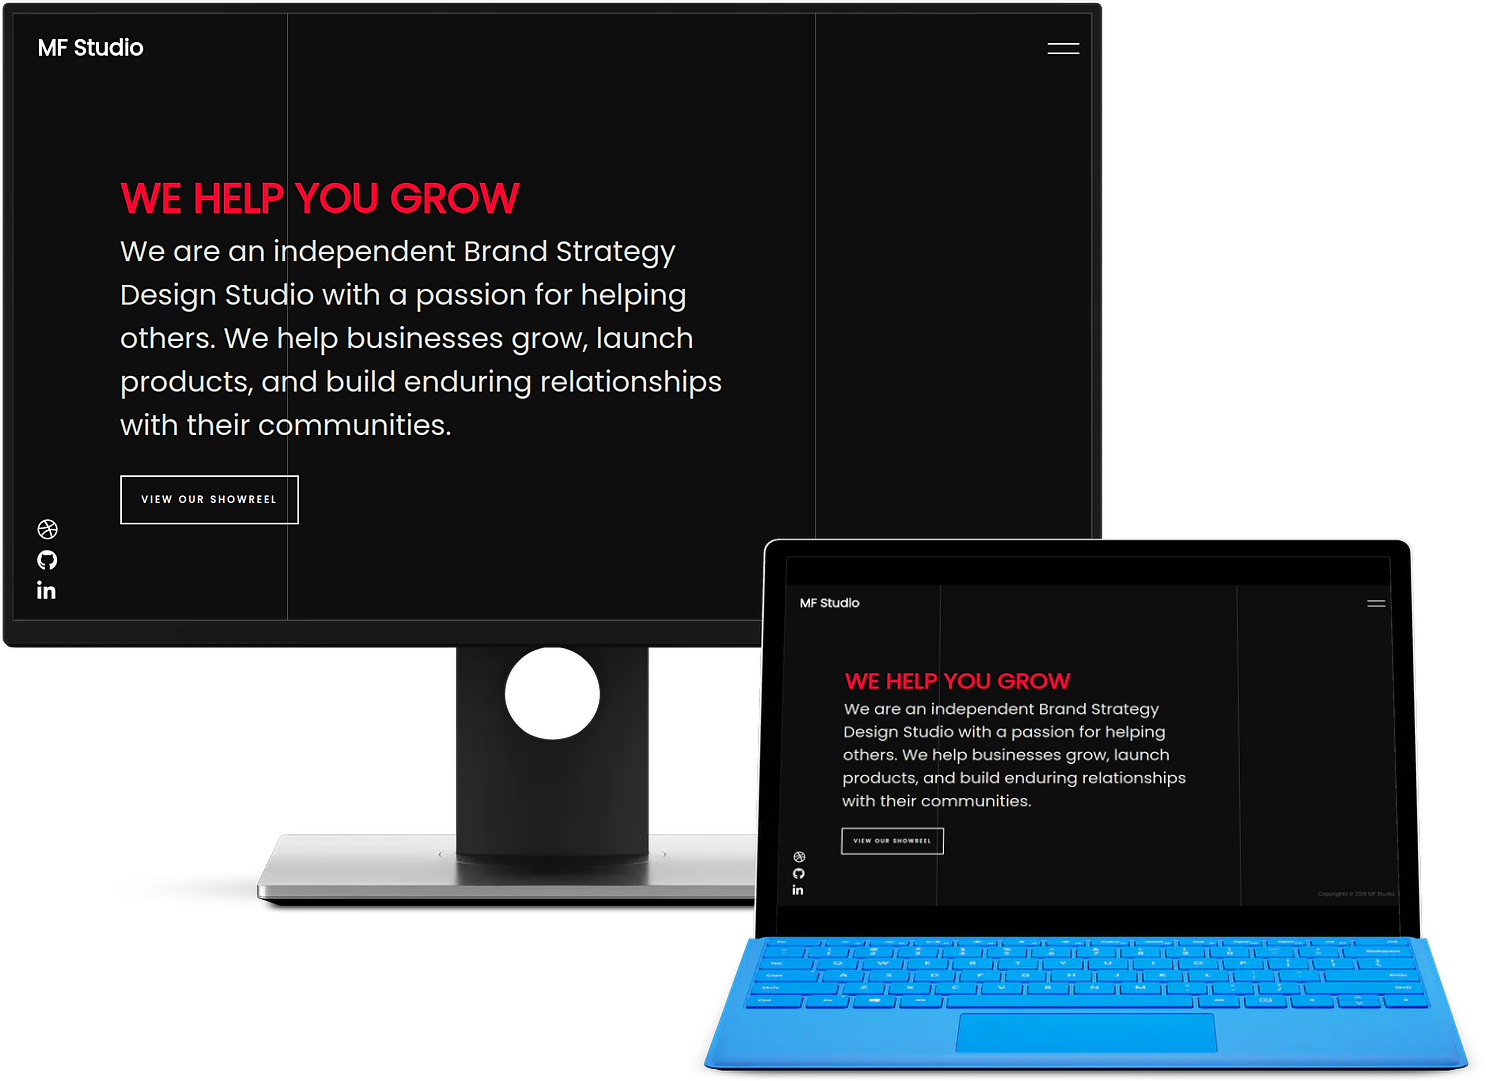 MF Studio
WE HELP YOU GROW
We are an independent Brand Strategy
Design Studio with a passion for helping
others. We help businesses grow, launch
products, and build enduring relationships
with their communities.
VIEW OUR SHOWREEL
in
MF Studio
WE HELP YOU GROW
We are an independent Brand Strategy
Design Studio with a passion for helping
others. We help businesses grow, launch
products, and build enduring relationships
with their communities.
VIEW OUR SHOWREEL
in
Copyrights © 2019 MF Studio
Q W E R T Y U I O P
A S D F G H J K L
Z X C V B N M